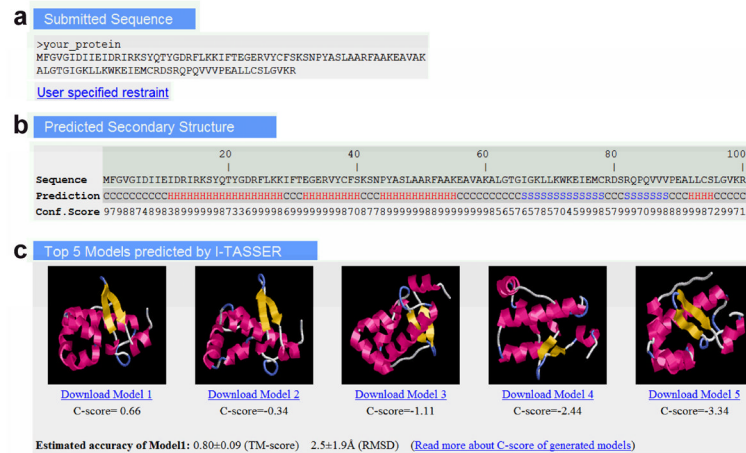 a Submitted Sequence
>your_protein
MFGVGIDIIEIDRIRKSYQTYGDRFLKKIFTEGERVYCFSKSNPYASLAARFAAKEAVAK
ALGTGIGKLLKWKEIEMCRDSRQPQVVVPEALLCSLGVKR
User specified restraint
b Predicted Secondary Structure
20 40 60 80 100
Sequence MFGVGIDIIEIDRIRKSYQTYGDRFLKKIFTEGERVYCFSKSNPYASLAARFAAKEAVAKALGTGIGKLLKWKEIEMCRDSRQPQVVVPEALLCSLGVKR
Prediction
Conf.Score
c Top 5 Models predicted by I-TASSER
Download Model 1 Download Model 2 Download Model 3 Download Model 4 Download Model 5
C-score= 0.66 C-score=-0.34 C-score=-1.11 C-score=-2.44 C-score=-3.34
Estimated accuracy of Model1: 0.80±0.09 (TM-score) 2.5±1.9Å (RMSD) (Read more about C-score of generated models)